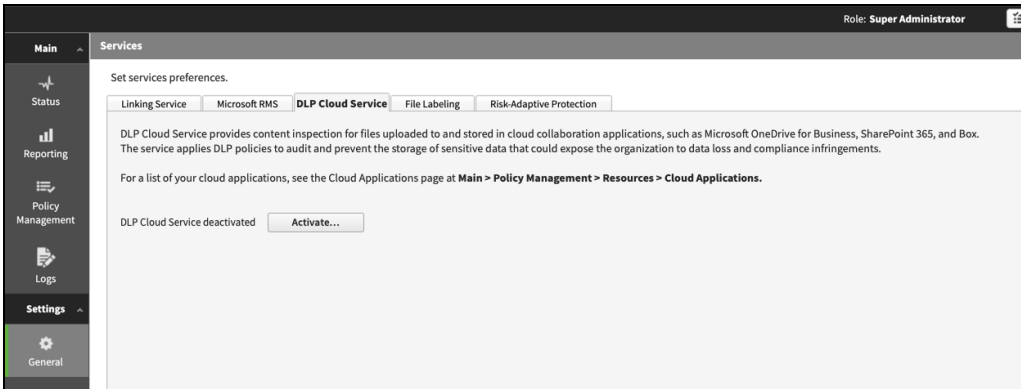 Role: Super Administrator
Main
Services
Set services preferences.
Status
Linking Service
Microsoft RMS
DLP Cloud Service
File Labeling
Risk-Adaptive Protection
DLP Cloud Service provides content inspection for files uploaded to and stored in cloud collaboration applications, such as Microsoft OneDrive for Business, SharePoint 365, and Box.
The service applies DLP policies to audit and prevent the storage of sensitive data that could expose the organization to data loss and compliance infringements.
Reporting
For a list of your cloud applications, see the Cloud Applications page at Main > Policy Management > Resources > Cloud Applications.
Policy
Management
DLP Cloud Service deactivated
Activate...
Logs
Settings
General